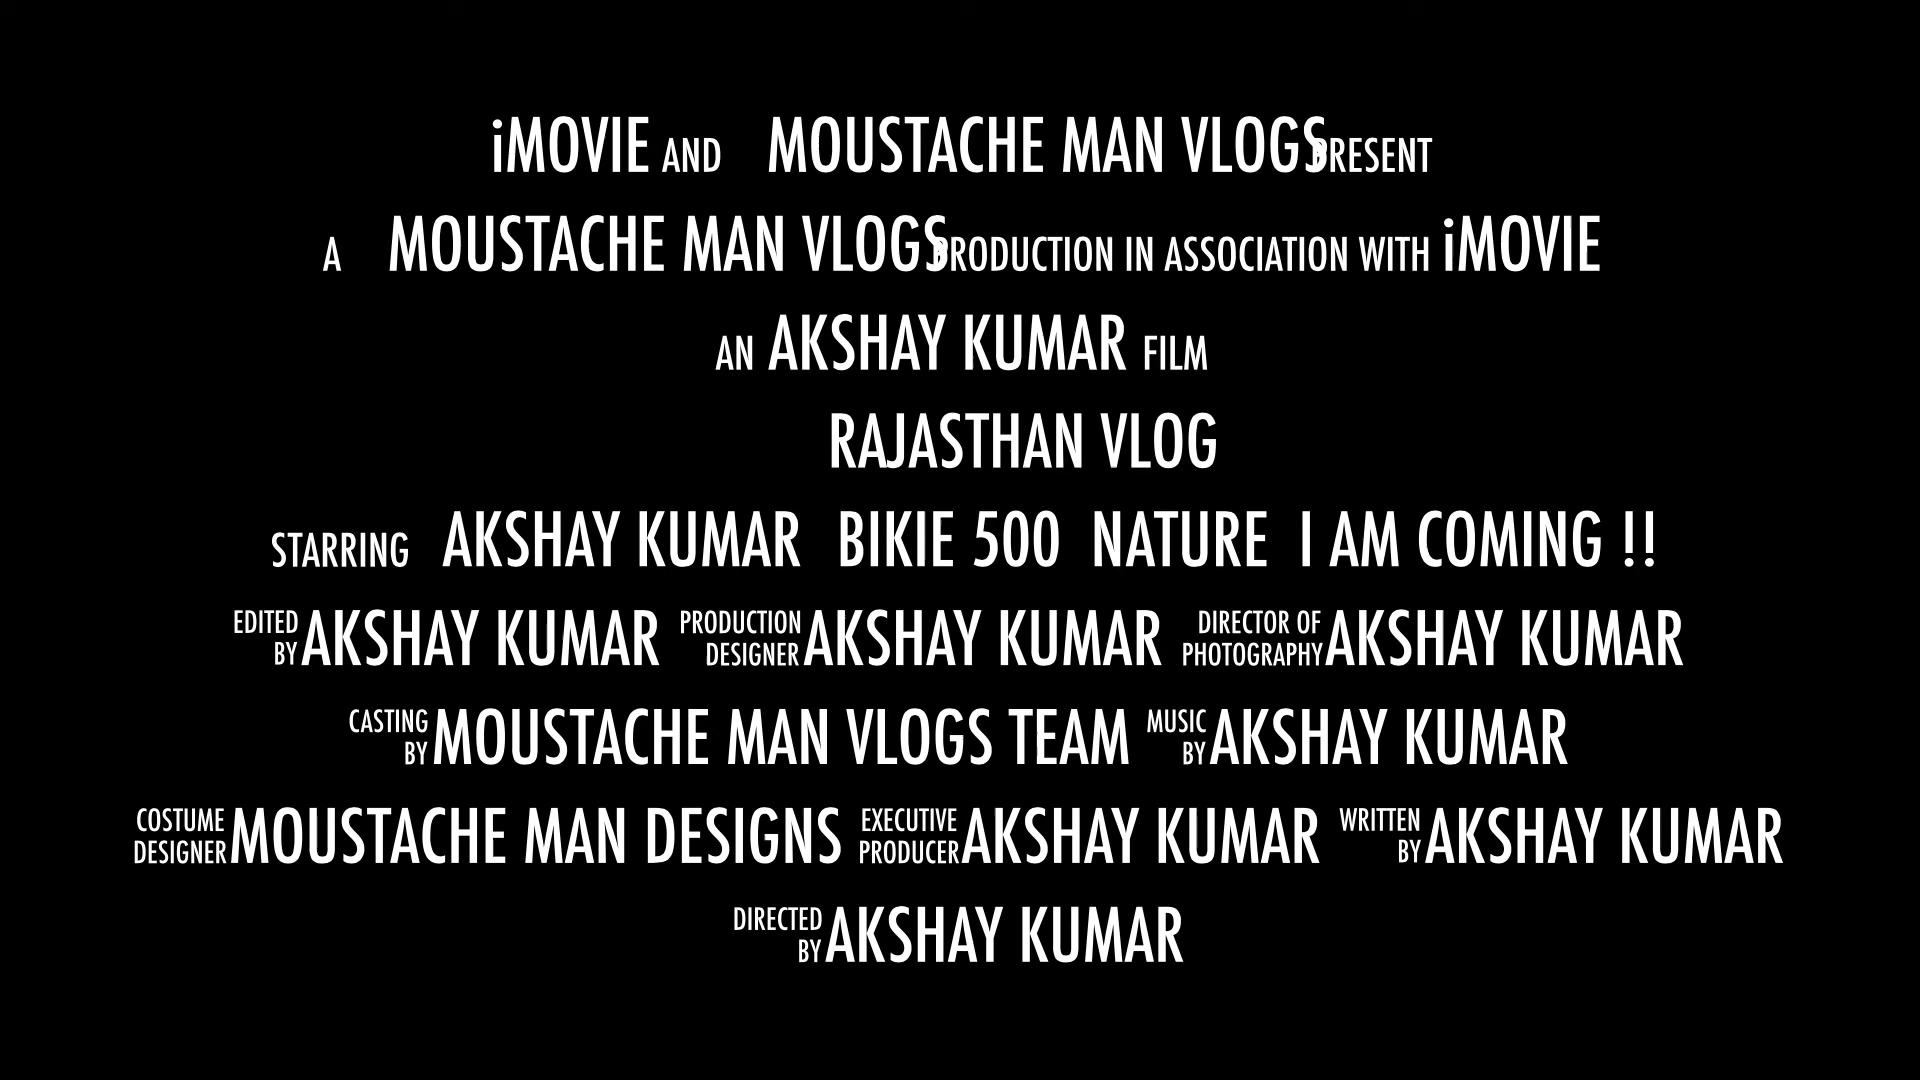 iMOVIE AND MOUSTACHE MAN VLOGS PRESENT
A MOUSTACHE MAN VLOGS PRODUCTION IN ASSOCIATION WITH iMOVIE
AN AKSHAY KUMAR FILM
RAJASTHAN VLOG
STARRING AKSHAY KUMAR BIKIE 500 NATURE I AM COMING !!
EDITED BY AKSHAY KUMAR PRODUCTION DESIGNER AKSHAY KUMAR DIRECTOR OF PHOTOGRAPHY AKSHAY KUMAR
CASTING BY MOUSTACHE MAN VLOGS TEAM MUSIC BY AKSHAY KUMAR
COSTUME DESIGNER MOUSTACHE MAN DESIGNS EXECUTIVE PRODUCER AKSHAY KUMAR WRITTEN BY AKSHAY KUMAR
DIRECTED BY AKSHAY KUMAR